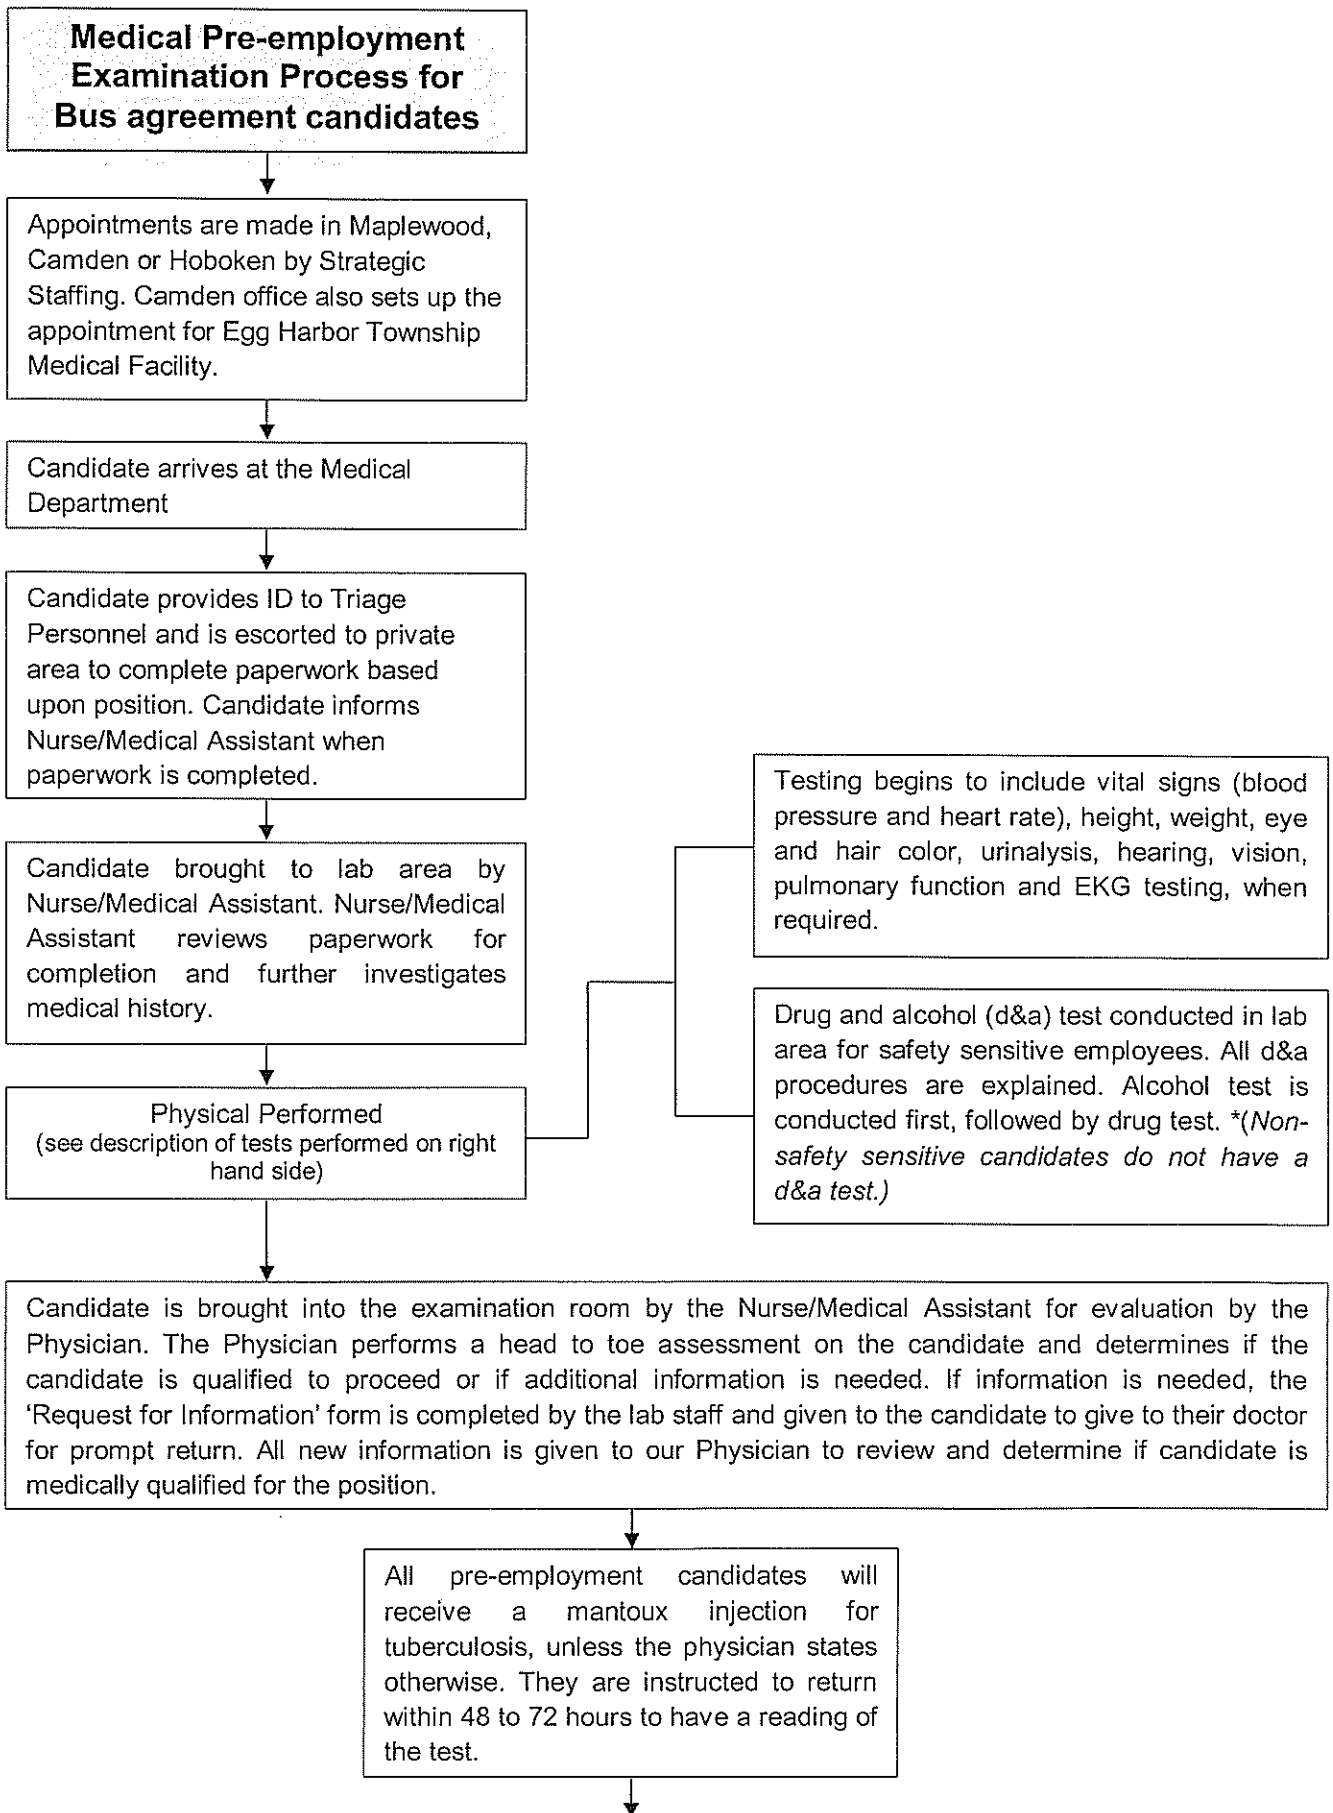 Medical Pre-employment
Examination Process for
Bus agreement candidates
Appointments are made in Maplewood,
Camden or Hoboken by Strategic
Staffing. Camden office also sets up the
appointment for Egg Harbor Township
Medical Facility.
Candidate arrives at the Medical
Department
Candidate provides ID to Triage
Personnel and is escorted to private
area to complete paperwork based
upon position. Candidate informs
Nurse/Medical Assistant when
paperwork is completed.
Candidate brought to lab area by
Nurse/Medical Assistant. Nurse/Medical
Assistant reviews paperwork for
completion and further investigates
medical history.
Physical Performed
(see description of tests performed on right
hand side)
Testing begins to include vital signs (blood
pressure and heart rate), height, weight, eye
and hair color, urinalysis, hearing, vision,
pulmonary function and EKG testing, when
required.
Drug and alcohol (d&a) test conducted in lab
area for safety sensitive employees. All d&a
procedures are explained. Alcohol test is
conducted first, followed by drug test. *(Non-
safety sensitive candidates do not have a
d&a test.)
Candidate is brought into the examination room by the Nurse/Medical Assistant for evaluation by the
Physician. The Physician performs a head to toe assessment on the candidate and determines if the
candidate is qualified to proceed or if additional information is needed. If information is needed, the
‘Request for Information’ form is completed by the lab staff and given to the candidate to give to their doctor
for prompt return. All new information is given to our Physician to review and determine if candidate is
medically qualified for the position.
All pre-employment candidates will
receive a mantoux injection for
tuberculosis, unless the physician states
otherwise. They are instructed to return
within 48 to 72 hours to have a reading of
the test.